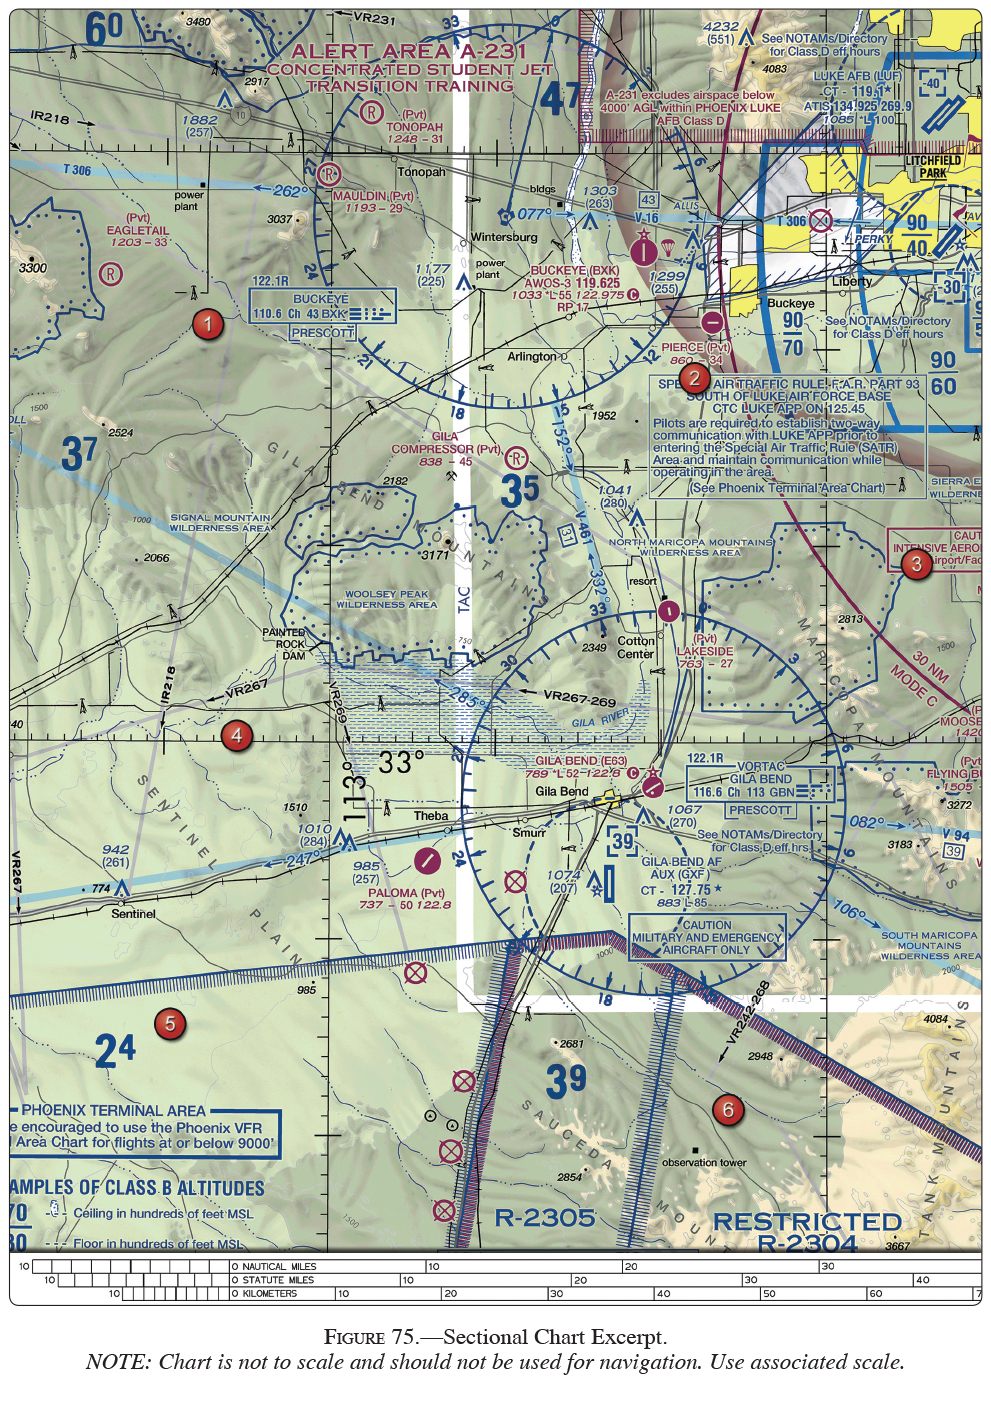 6⁰
3480
VR231
ALERT AREA A-231
CONCENTRATED STUDENT JET
TRANSITION TRAINING
4⁷
4232
(551)
See NOTAMs/Directory
for Class D eff hours
4083
LUKE AFB (LUF)
CT - 119.1★
ATIS 134.925 269.9
1085 *L 100
-40
A-231 excludes airspace below
4000' AGL within PHOENIX LUKE
AFB Class D
2917
1882
(257)
IR218
10
33
0
3
6
(Pvt)
TONOPAH
1248 - 31
R
Tonopah
LITCHFIELD
PARK
T 306
262°
power
plant
27
R
MAULDIN (Pvt)
1193 - 29
bldgs
1303
(263)
43
V 16
ALLIS
077°
T 306
90
40
PERKY
(Pvt)
EAGLETAIL
1203 - 33
R
3037
3300
24
Wintersburg
power
plant
1177
(225)
BUCKEYE (BXK)
AWOS-3 119.625
1033 *L 55 122.975 C
RP 17
1299
(255)
9
-30
Liberty
Buckeye
122.1R
BUCKEYE
110.6 Ch 43 BXK
PRESCOTT
1
21
18
15
12
Arlington
PIERCE (Pvt)
860 - 34
90
70
See NOTAMs/Directory
for Class D eff hours
90
60
2
SPECIAL AIR TRAFFIC RULE, F.A.R. PART 93
SOUTH OF LUKE AIR FORCE BASE
CTC LUKE APP ON 125.45
Pilots are required to establish two-way
communication with LUKE APP prior to
entering the Special Air Traffic Rule (SATR)
Area and maintain communication while
operating in the area.
(See Phoenix Terminal Area Chart)
1500
2524
3⁷
1952
152°
GILA
COMPRESSOR (Pvt)
838 - 45
R
3⁵
GILA
BEND
MOUNTAINS
2182
3171
1041
(280)
V 461
31
332°
SIERRA E
WILDERNE
SIGNAL MOUNTAIN
WILDERNESS AREA
1000
2066
NORTH MARICOPA MOUNTAINS
WILDERNESS AREA
CAUT
INTENSIVE AERO
Airport/Fac
3
WOOLSEY PEAK
WILDERNESS AREA
TAC
resort
33
0
3
2813
1500
MARICOPA MOUNTAINS
PAINTED
ROCK
DAM
750
2349
Cotton
Center
(Pvt)
LAKESIDE
763 - 27
30 NM
MODE C
IR218
VR267
VR269
285°
30
VR267-269
GILA RIVER
(P
MOOSE
1420
40
4
33°
113°
27
GILA BEND (E63)
789 *L 52 122.8 C
Gila Bend
122.1R
VORTAC
GILA BEND
116.6 Ch 113 GBN
PRESCOTT
6
(Pvt
FLYING BU
1505
3272
SENTINEL
PLAIN
1510
1010
(284)
Theba
Smurr
1067
(270)
082°
V 94
39
3183
942
(261)
774
247°
985
(257)
24
39
See NOTAMs/Directory
for Class D eff hrs
9
VR267
Sentinel
PALOMA (Pvt)
737 - 50 122.8
1074
(207)
GILA BEND AF
AUX (GXF)
CT - 127.75 ★
883 L 85
106°
CAUTION
MILITARY AND EMERGENCY
AIRCRAFT ONLY
SOUTH MARICOPA
MOUNTAINS
WILDERNESS AREA
1000
2000
985
18
VR242-268
5
2⁴
2681
3⁹
2948
4084
6
PHOENIX TERMINAL AREA
e encouraged to use the Phoenix VFR
l Area Chart for flights at or below 9000'
SAUCEDA
MOUNT
observation tower
TANK MOUNTAINS
2854
AMPLES OF CLASS B ALTITUDES
70
Ceiling in hundreds of feet MSL
30
Floor in hundreds of feet MSL
1500
R-2305
RESTRICTED
R-2304
3667
10 0 NAUTICAL MILES 10 20 30
10 0 STATUTE MILES 10 20 30 40
10 0 KILOMETERS 10 20 30 40 50 60 7
FIGURE 75.—Sectional Chart Excerpt.
NOTE: Chart is not to scale and should not be used for navigation. Use associated scale.